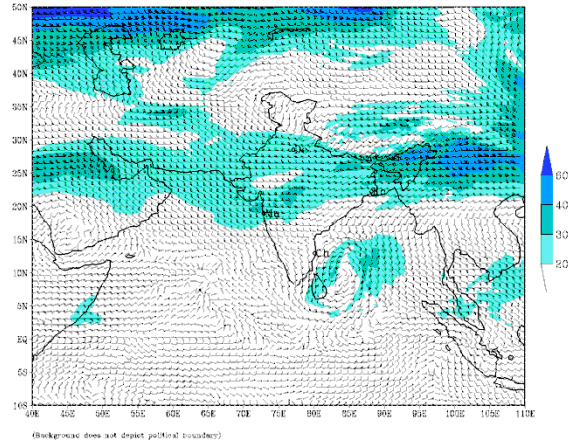 50N
45N
40N
35N
30N
25N
20N
15N
10N
5N
EQ
5S
10S
40E 45E 50E 55E 60E 65E 70E 75E 80E 85E 90E 95E 100E 105E 110E
60
40
30
20
Ch
(Background does not depict political boundary)